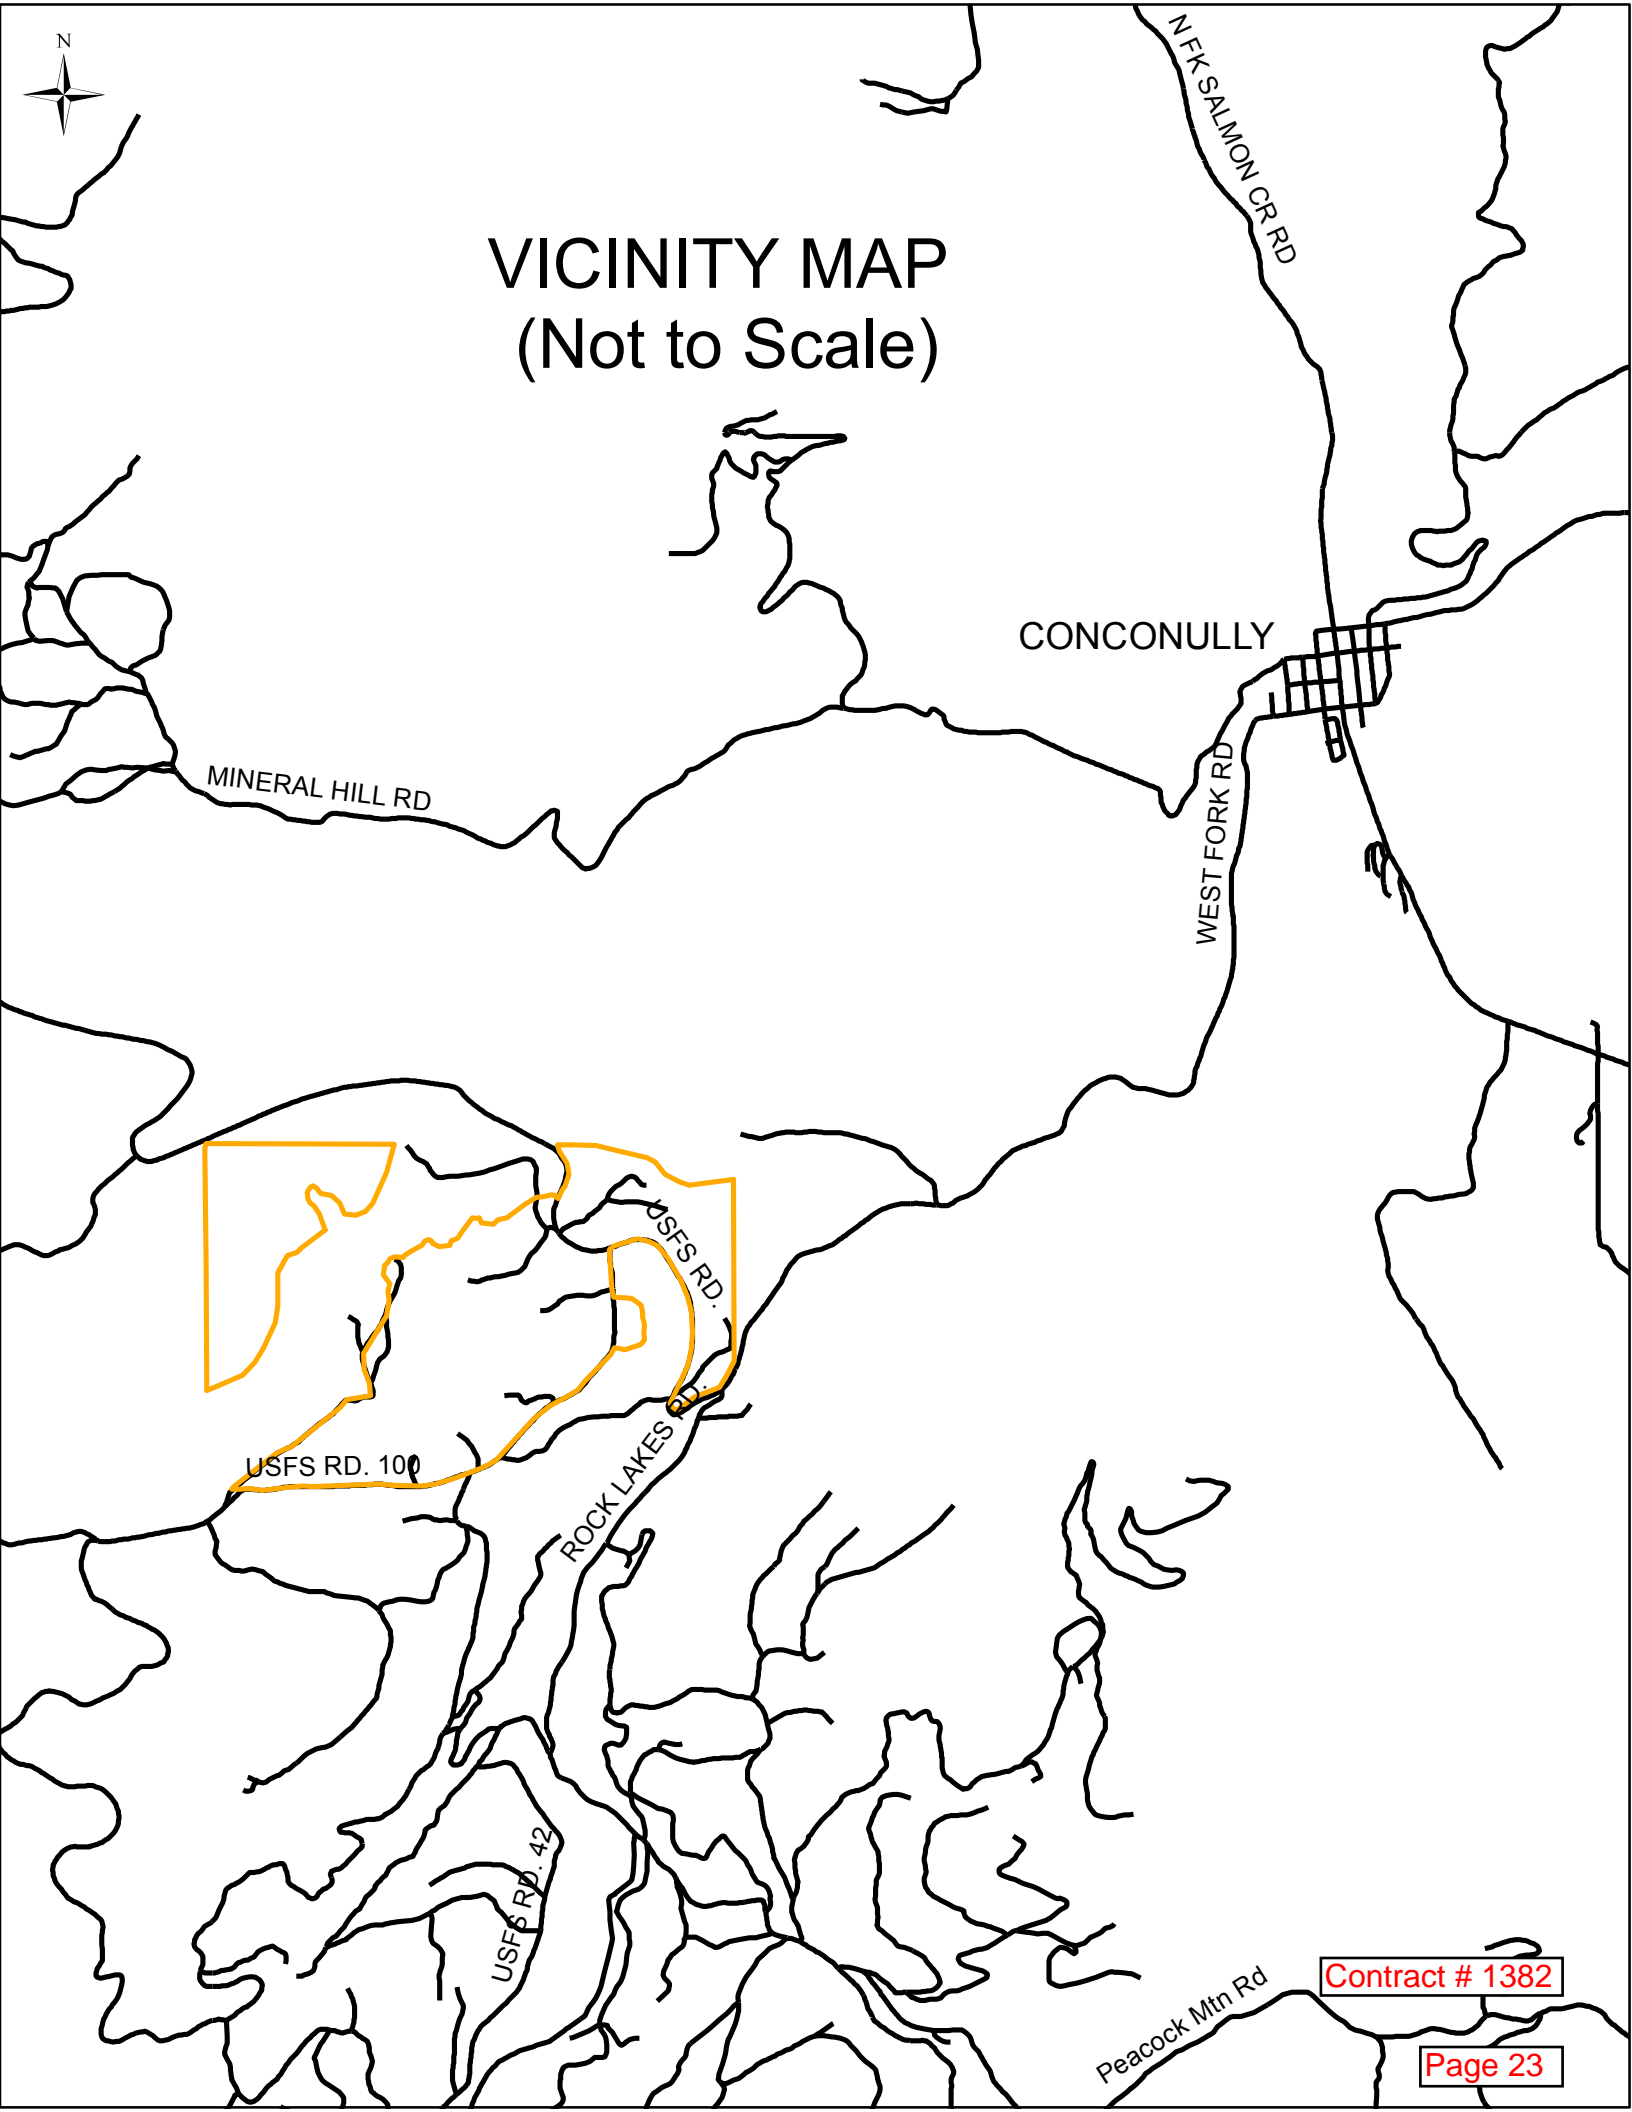 N
N FK SALMON CR RD
VICINITY MAP
(Not to Scale)
CONCONULLY
MINERAL HILL RD
WEST FORK RD
USFS RD.
USFS RD. 100
ROCK LAKES RD.
USFS RD. 42
Peacock Mtn Rd
Contract # 1382
Page 23